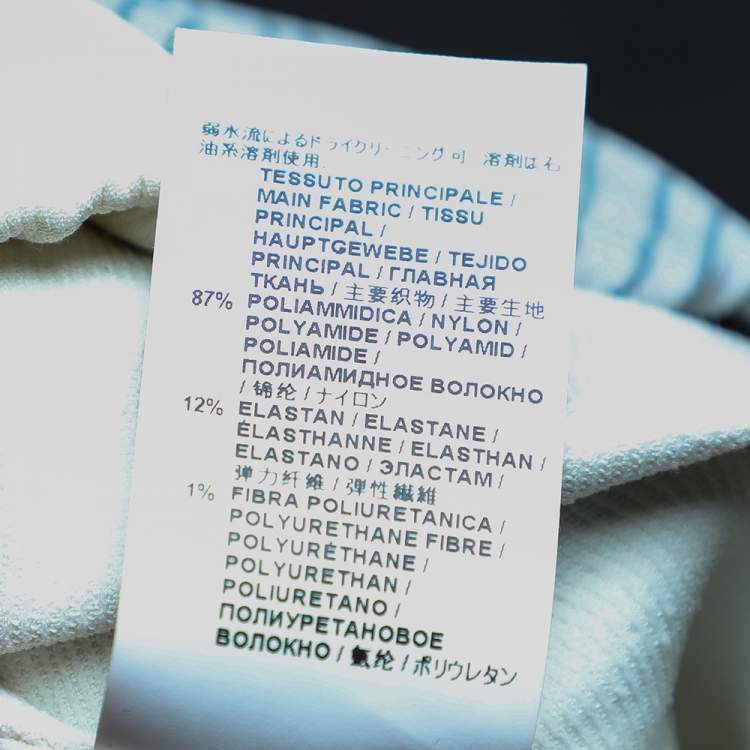 弱水流によるドライクリーニング可 溶剤は石
油系溶剤使用.
TESSUTO PRINCIPALE /
MAIN FABRIC / TISSU
PRINCIPAL /
HAUPTGEWEBE / TEJIDO
PRINCIPAL / ГЛАВНАЯ
ТКАНЬ / 主要织物 / 主要生地
87% POLIAMMIDICA / NYLON /
POLYAMIDE / POLYAMID /
POLIAMIDE /
ПОЛИАМИДНОЕ ВОЛОКНО
/ 锦纶 / ナイロン
12% ELASTAN / ELASTANE /
ÉLASTHANNE / ELASTHAN /
ELASTANO / ЭЛАСТАМ /
弹力纤维 / 弾性繊維
1% FIBRA POLIURETANICA /
POLYURETHANE FIBRE /
POLYURÉTHANE /
POLYURETHAN /
POLIURETANO /
ПОЛИУРЕТАНОВОЕ
ВОЛОКНО / 氨纶 / ポリウレタン